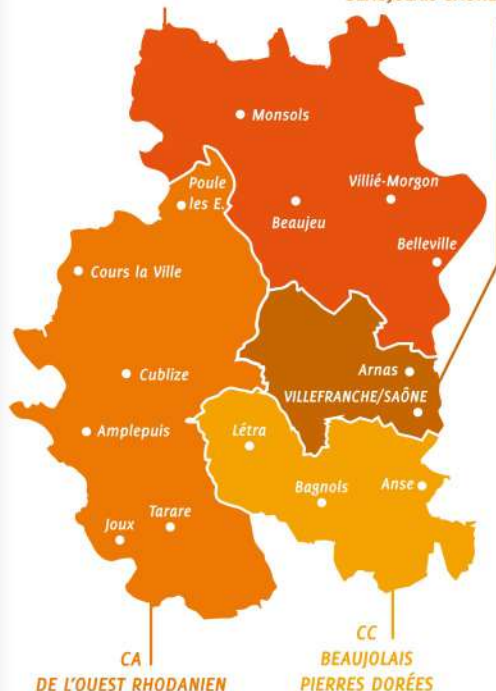 Monsols
Poule
les E.
Villié-Morgon
Beaujeu
Belleville
Cours la Ville
Arnas
Cublize
VILLEFRANCHE/SAÔNE
Amplepuis
Létra
Anse
Bagnols
Tarare
Joux
CA
DE L'OUEST RHODANIEN
CC
BEAUJOLAIS
PIERRES DORÉES